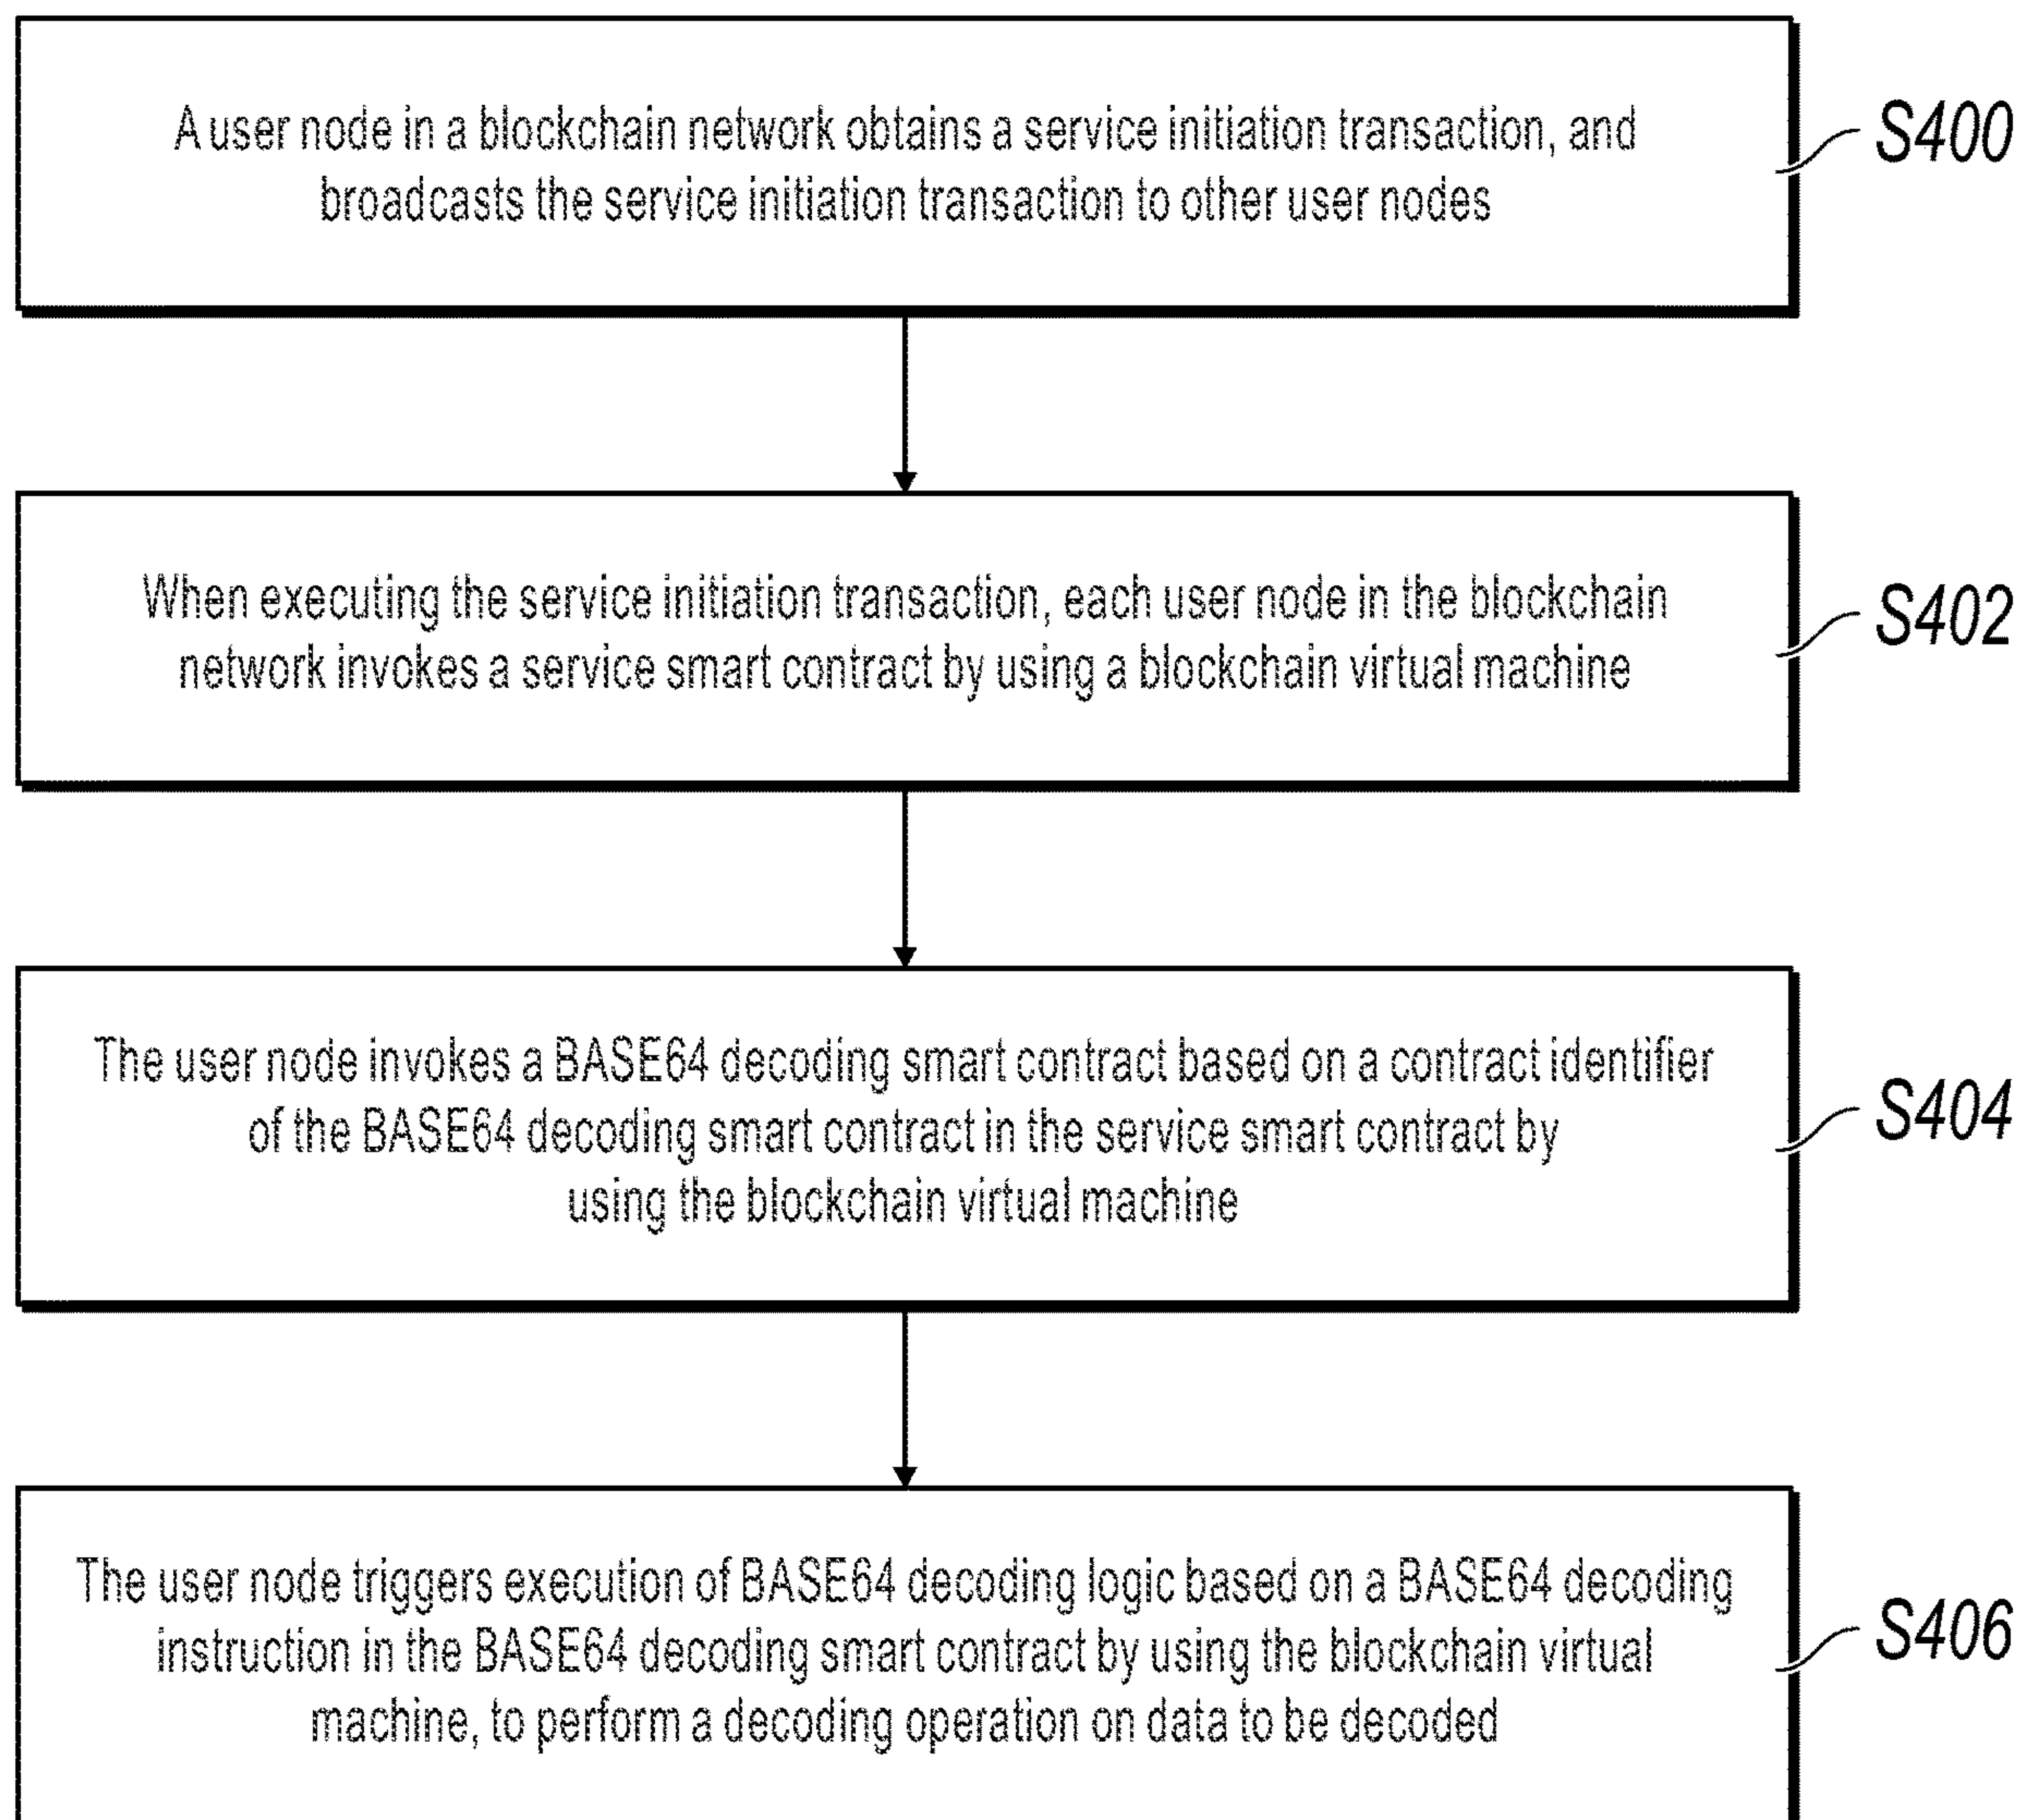 A user node in a blockchain network obtains a service initiation transaction, and
broadcasts the service initiation transaction to other user nodes
S400
When executing the service initiation transaction, each user node in the blockchain
network invokes a service smart contract by using a blockchain virtual machine
S402
The user node invokes a BASE64 decoding smart contract based on a contract identifier
of the BASE64 decoding smart contract in the service smart contract by
using the blockchain virtual machine
S404
The user node triggers execution of BASE64 decoding logic based on a BASE64 decoding
instruction in the BASE64 decoding smart contract by using the blockchain virtual
machine, to perform a decoding operation on data to be decoded
S406